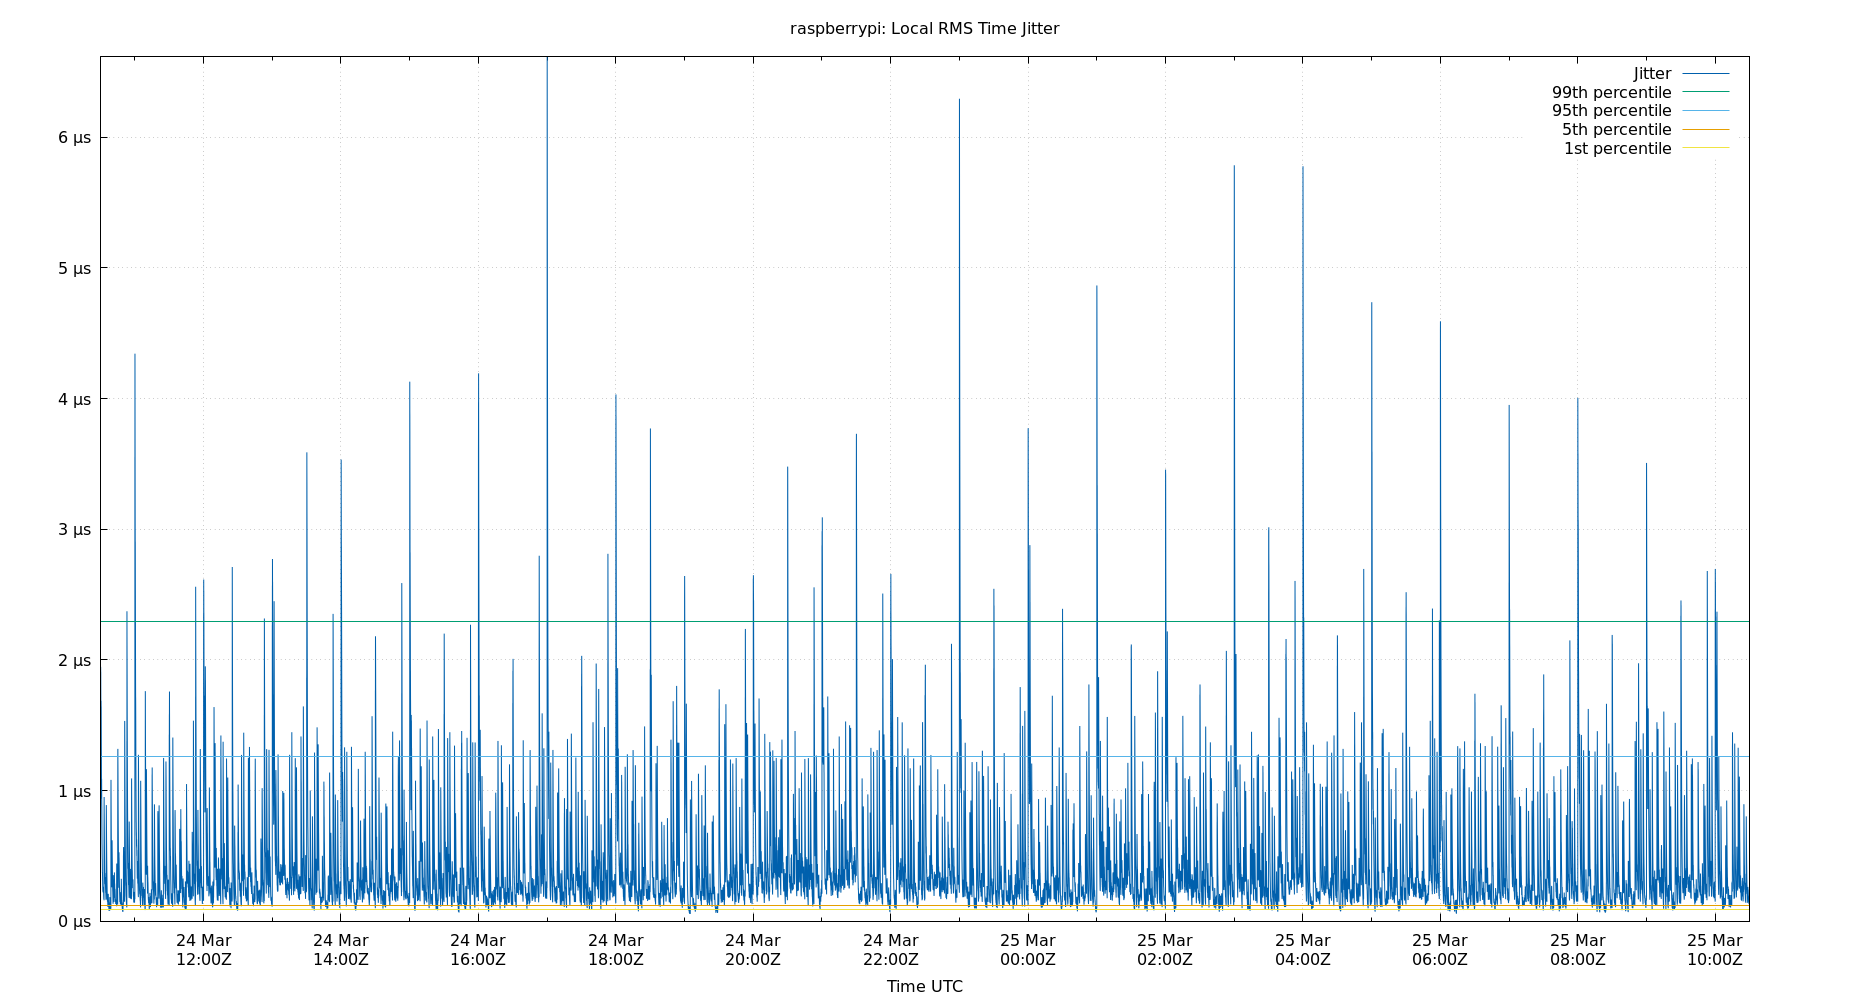 raspberrypi: Local RMS Time Jitter
Jitter
99th percentile
95th percentile
5th percentile
1st percentile
6 µs
5 µs
4 µs
3 µs
2 µs
1 µs
0 µs
24 Mar 24 Mar 24 Mar 24 Mar 24 Mar 24 Mar 25 Mar 25 Mar 25 Mar 25 Mar 25 Mar 25 Mar
12:00Z 14:00Z 16:00Z 18:00Z 20:00Z 22:00Z 00:00Z 02:00Z 04:00Z 06:00Z 08:00Z 10:00Z
Time UTC